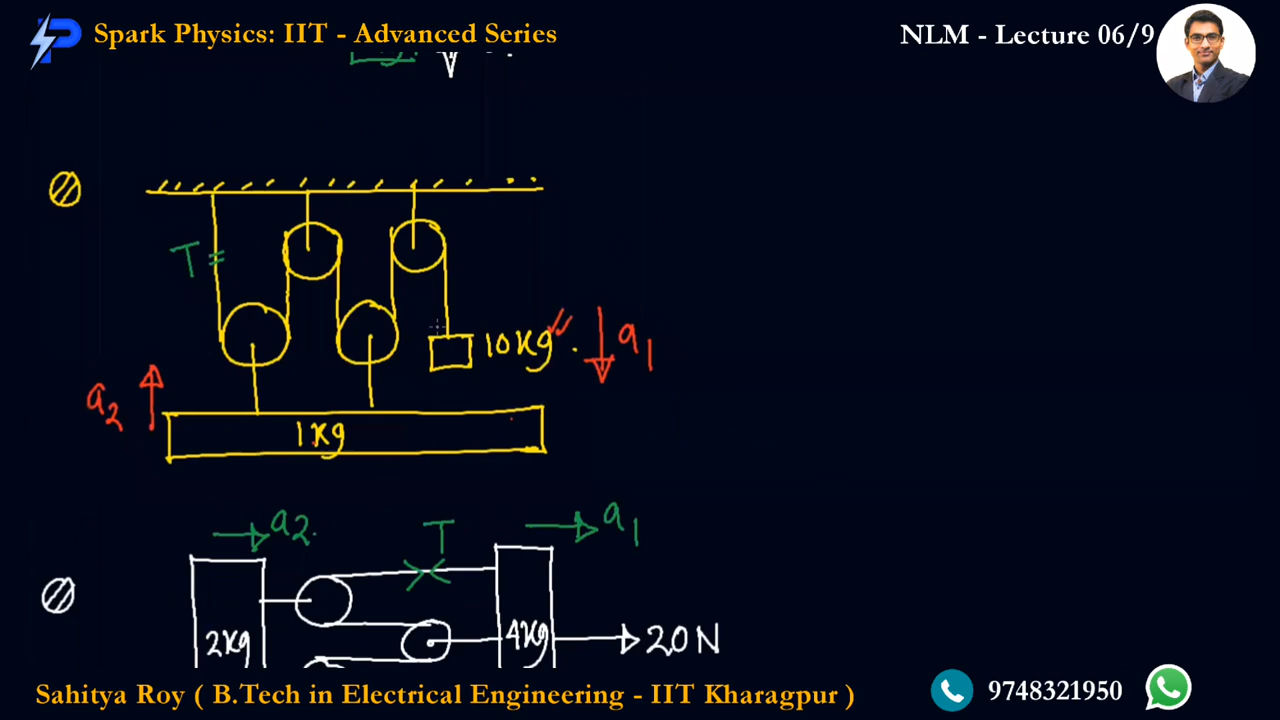 Spark Physics: IIT - Advanced Series
NLM - Lecture 06/9
T
10Kg
a1
a2
1Kg
a2
T
a1
2Kg
4Kg
20N
Sahitya Roy ( B.Tech in Electrical Engineering - IIT Kharagpur )
9748321950